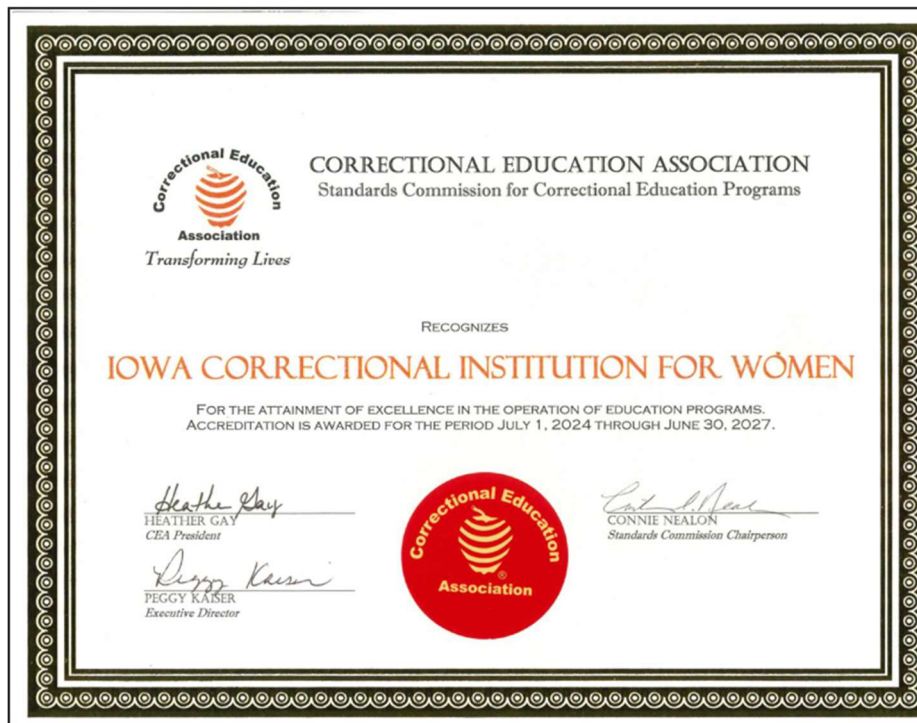 Correctional Education
Association
Transforming Lives
CORRECTIONAL EDUCATION ASSOCIATION
Standards Commission for Correctional Education Programs
RECOGNIZES
IOWA CORRECTIONAL INSTITUTION FOR WOMEN
FOR THE ATTAINMENT OF EXCELLENCE IN THE OPERATION OF EDUCATION PROGRAMS.
ACCREDITATION IS AWARDED FOR THE PERIOD JULY 1, 2024 THROUGH JUNE 30, 2027.
Heather Gay
HEATHER GAY
CEA President
Peggy Kaiser
PEGGY KAISER
Executive Director
Correctional Education
®
Association
CONNIE NEALON
Standards Commission Chairperson